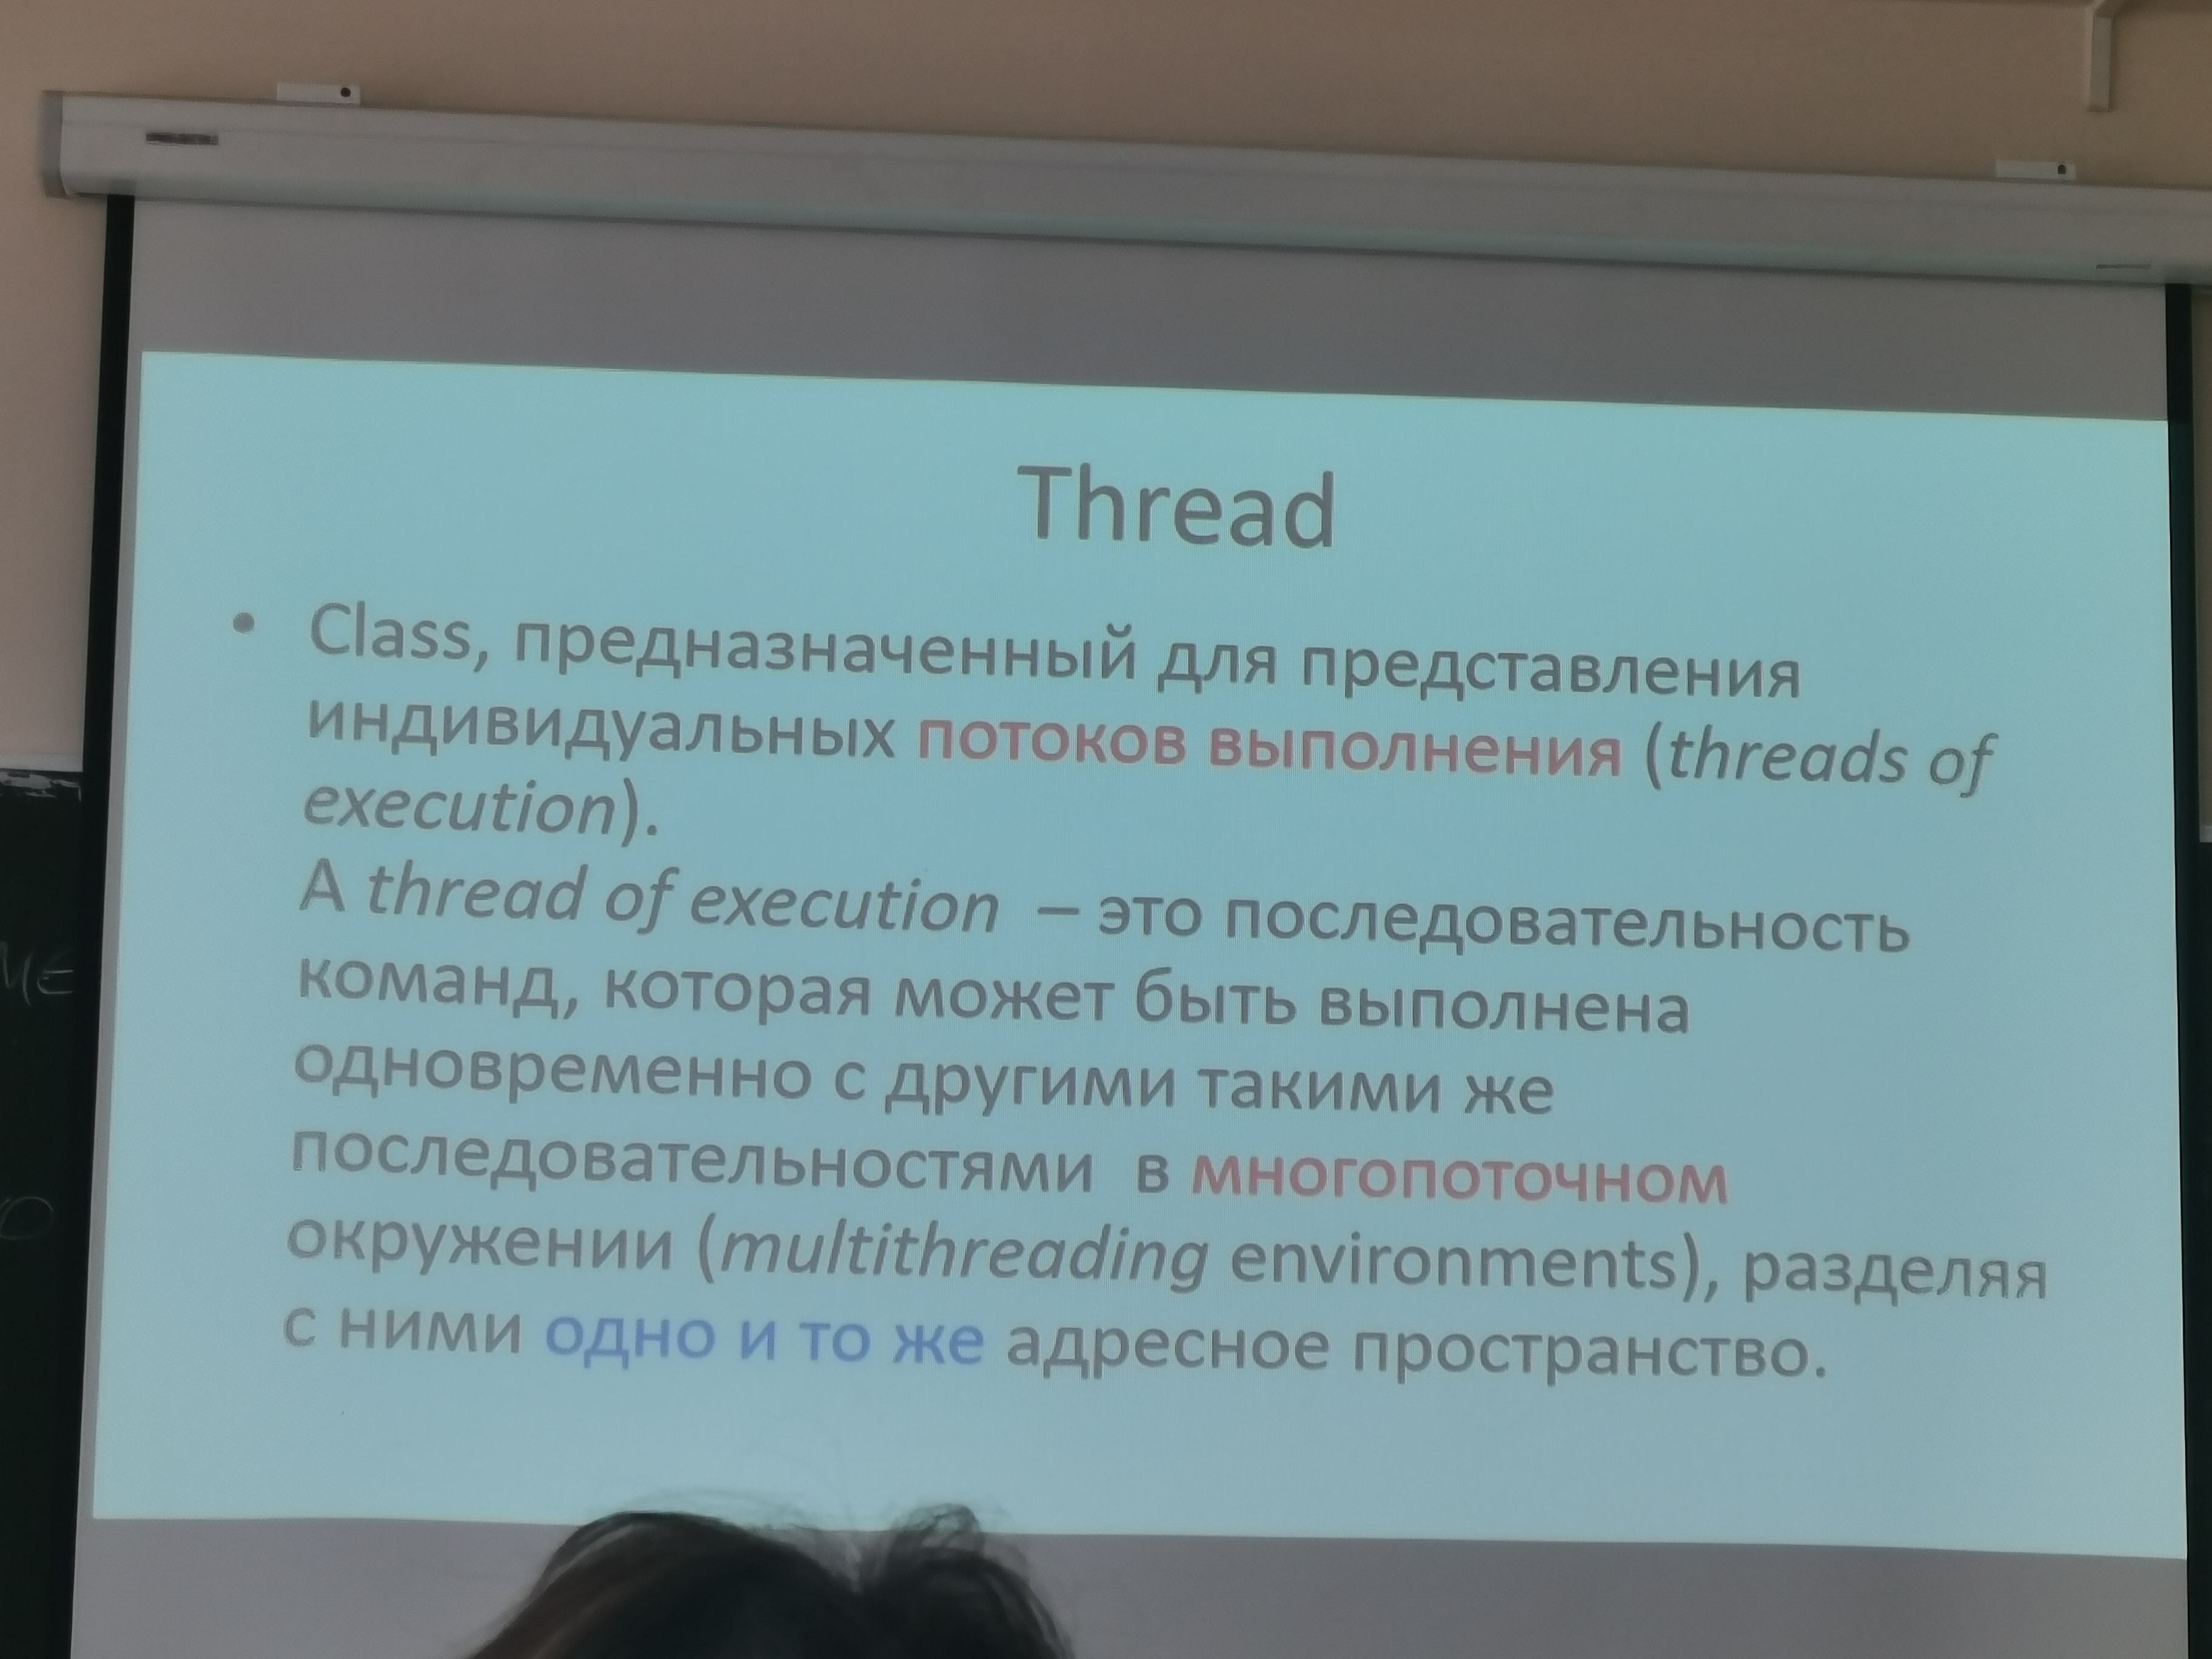 Thread
• Class, предназначенный для представления
индивидуальных потоков выполнения (threads of
execution).
A thread of execution – это последовательность
команд, которая может быть выполнена
одновременно с другими такими же
последовательностями в многопоточном
окружении (multithreading environments), разделяя
с ними одно и то же адресное пространство.